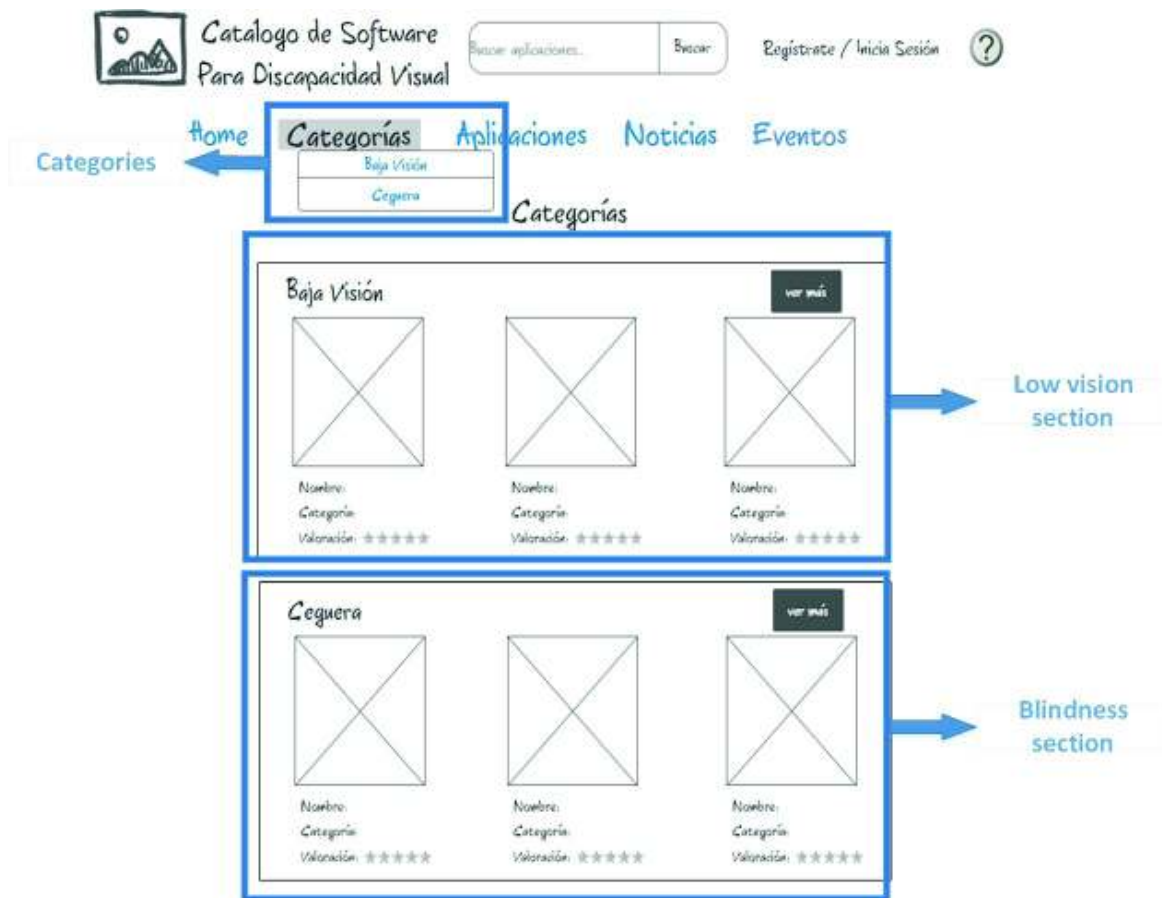 Catálogo de Software
Para Discapacidad Visual
Buscar aplicaciones..
Buscar
Regístrate / Inicia Sesión
?
Home
Categorías
Aplicaciones
Noticias
Eventos
Baja Visión
Ceguera
Categories
Categorías
Baja Visión
ver más
Nombre:
Categoría
Valoración:
Nombre:
Categoría
Valoración:
Nombre:
Categoría
Valoración:
Low vision
section
Ceguera
ver más
Nombre:
Categoría
Valoración:
Nombre:
Categoría:
Valoración:
Nombre:
Categoría
Valoración:
Blindness
section